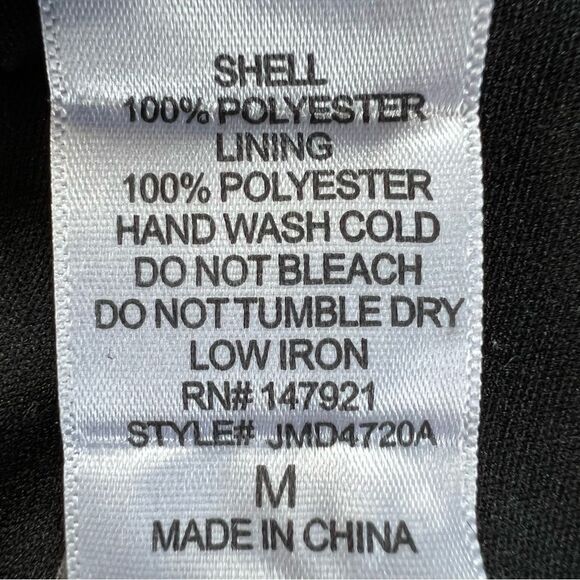 SHELL
100% POLYESTER
LINING
100% POLYESTER
HAND WASH COLD
DO NOT BLEACH
DO NOT TUMBLE DRY
LOW IRON
RN# 147921
STYLE# JMD4720A
M
MADE IN CHINA